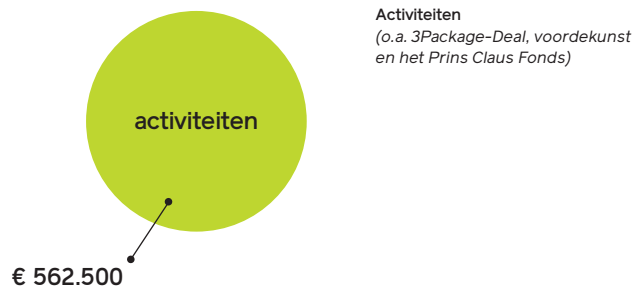 Activiteiten
(o.a. 3Package-Deal, voordekunst
en het Prins Claus Fonds)
activiteiten
€ 562.500